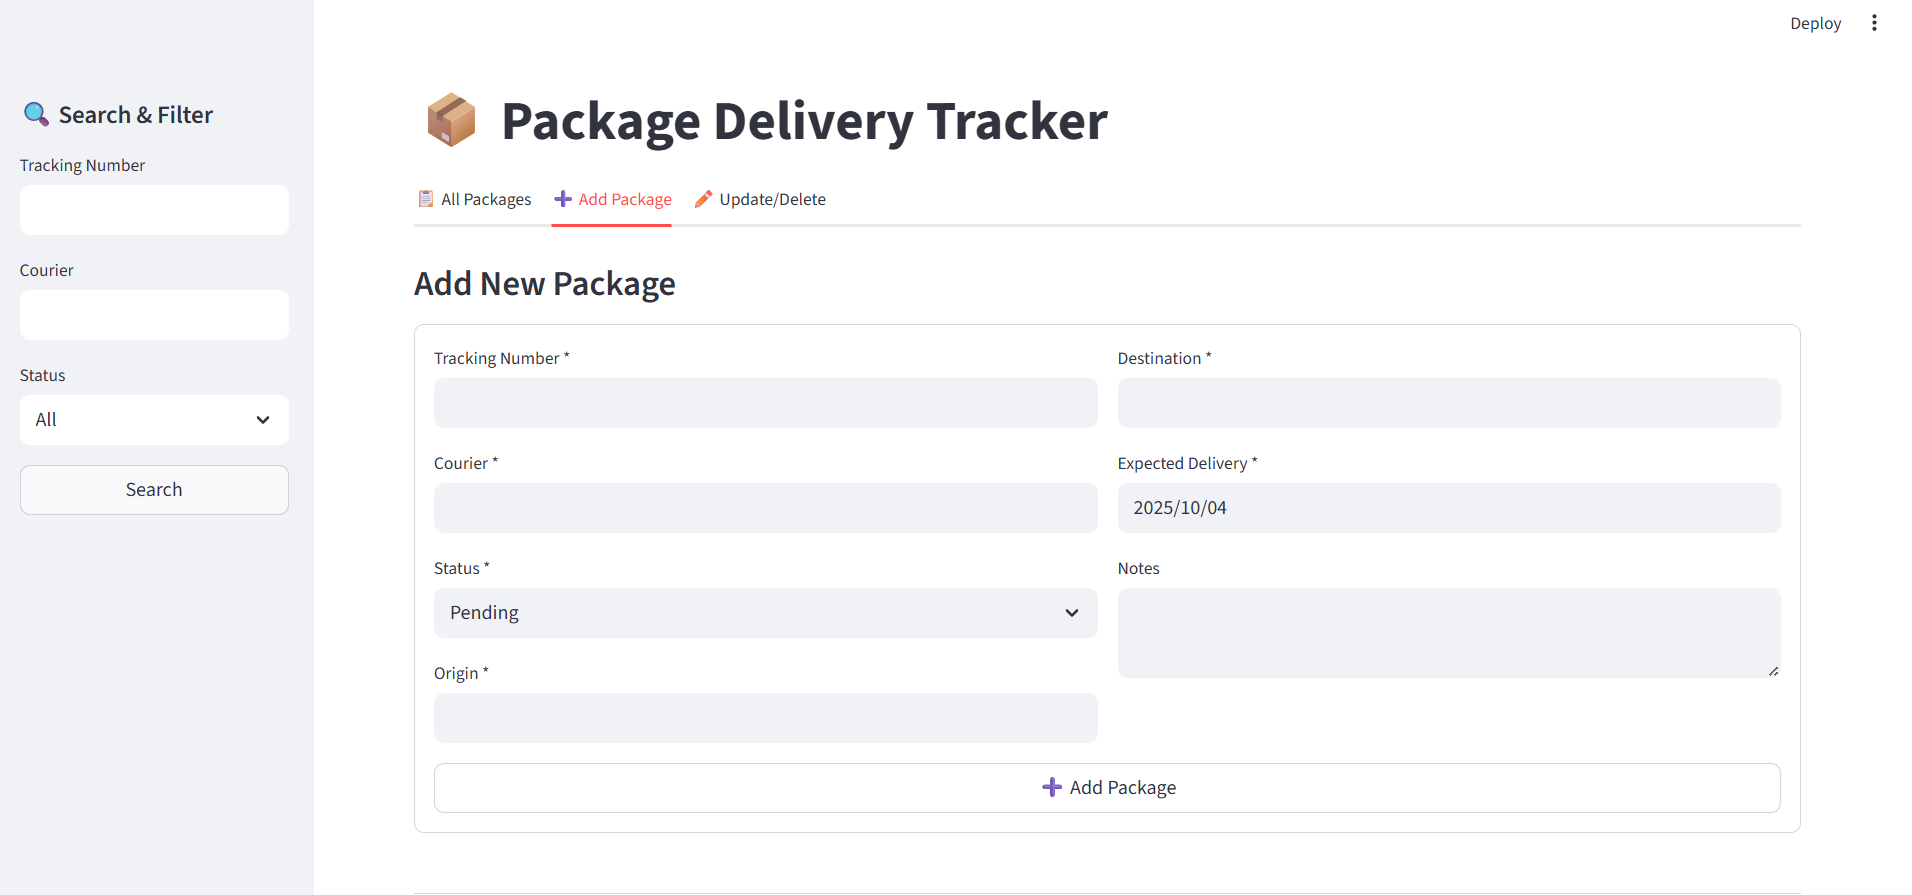 Deploy
Search & Filter
Tracking Number
Courier
Status
All
Search
Package Delivery Tracker
All Packages
Add Package
Update/Delete
Add New Package
Tracking Number *
Destination *
Courier *
Expected Delivery *
2025/10/04
Status *
Pending
Notes
Origin *
Add Package